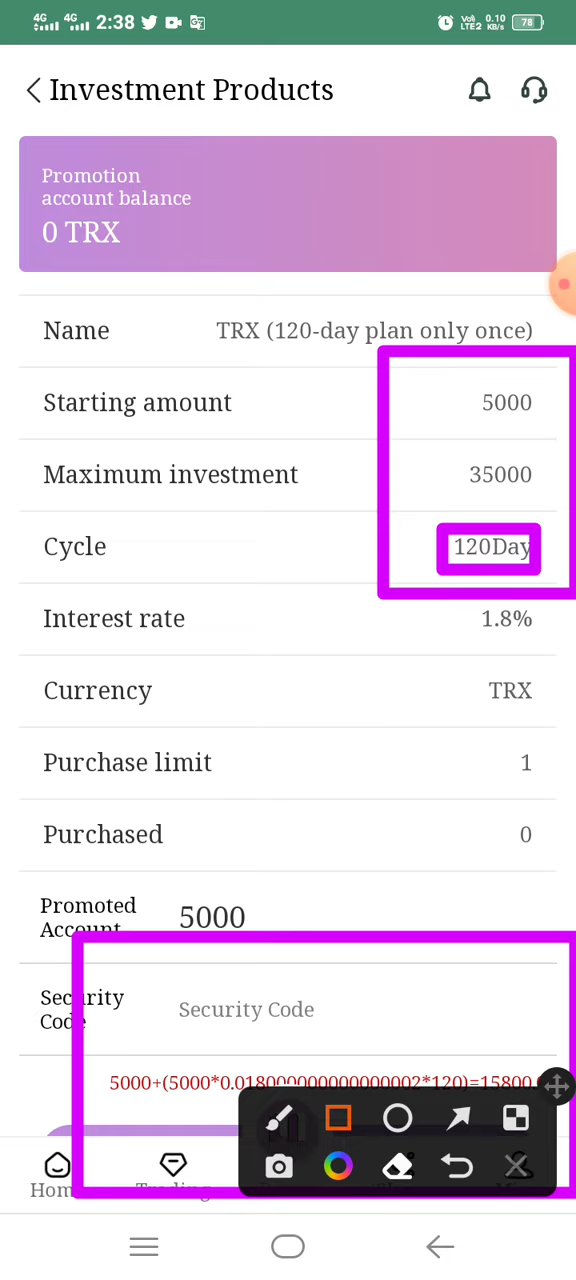 4G 4G 2:38 Voli LTE2 0.10 KB/s 78
Investment Products
Promotion
account balance
0 TRX
Name TRX (120-day plan only once)
Starting amount 5000
Maximum investment 35000
Cycle 120Day
Interest rate 1.8%
Currency TRX
Purchase limit 1
Purchased 0
Promoted
Account 5000
Security
Code Security Code
5000+(5000*0.018000000000000002*120)=15800
Home Trading